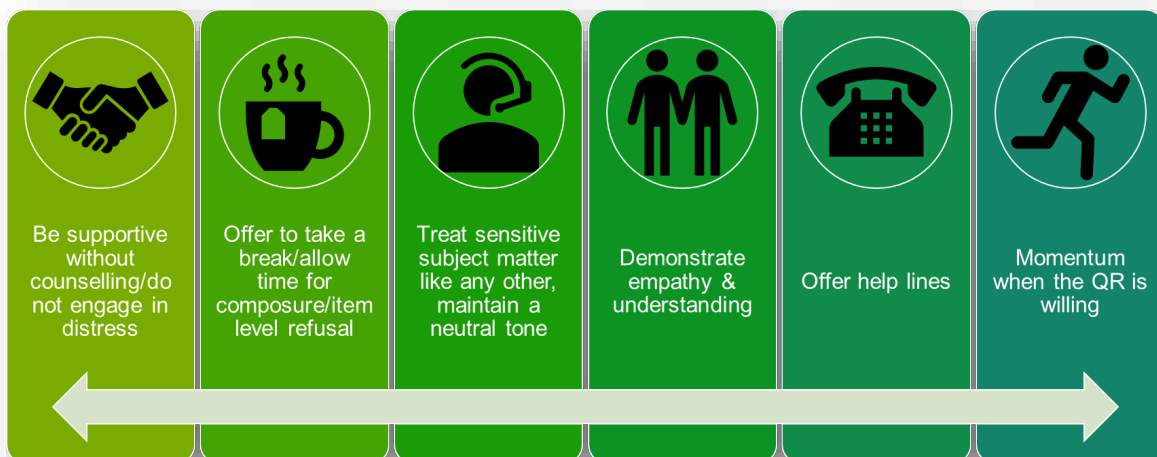 Be supportive
without
counselling/do
not engage in
distress
Offer to take a
break/allow
time for
composure/item
level refusal
Treat sensitive
subject matter
like any other,
maintain a
neutral tone
Demonstrate
empathy &
understanding
Offer help lines
Momentum
when the QR is
willing